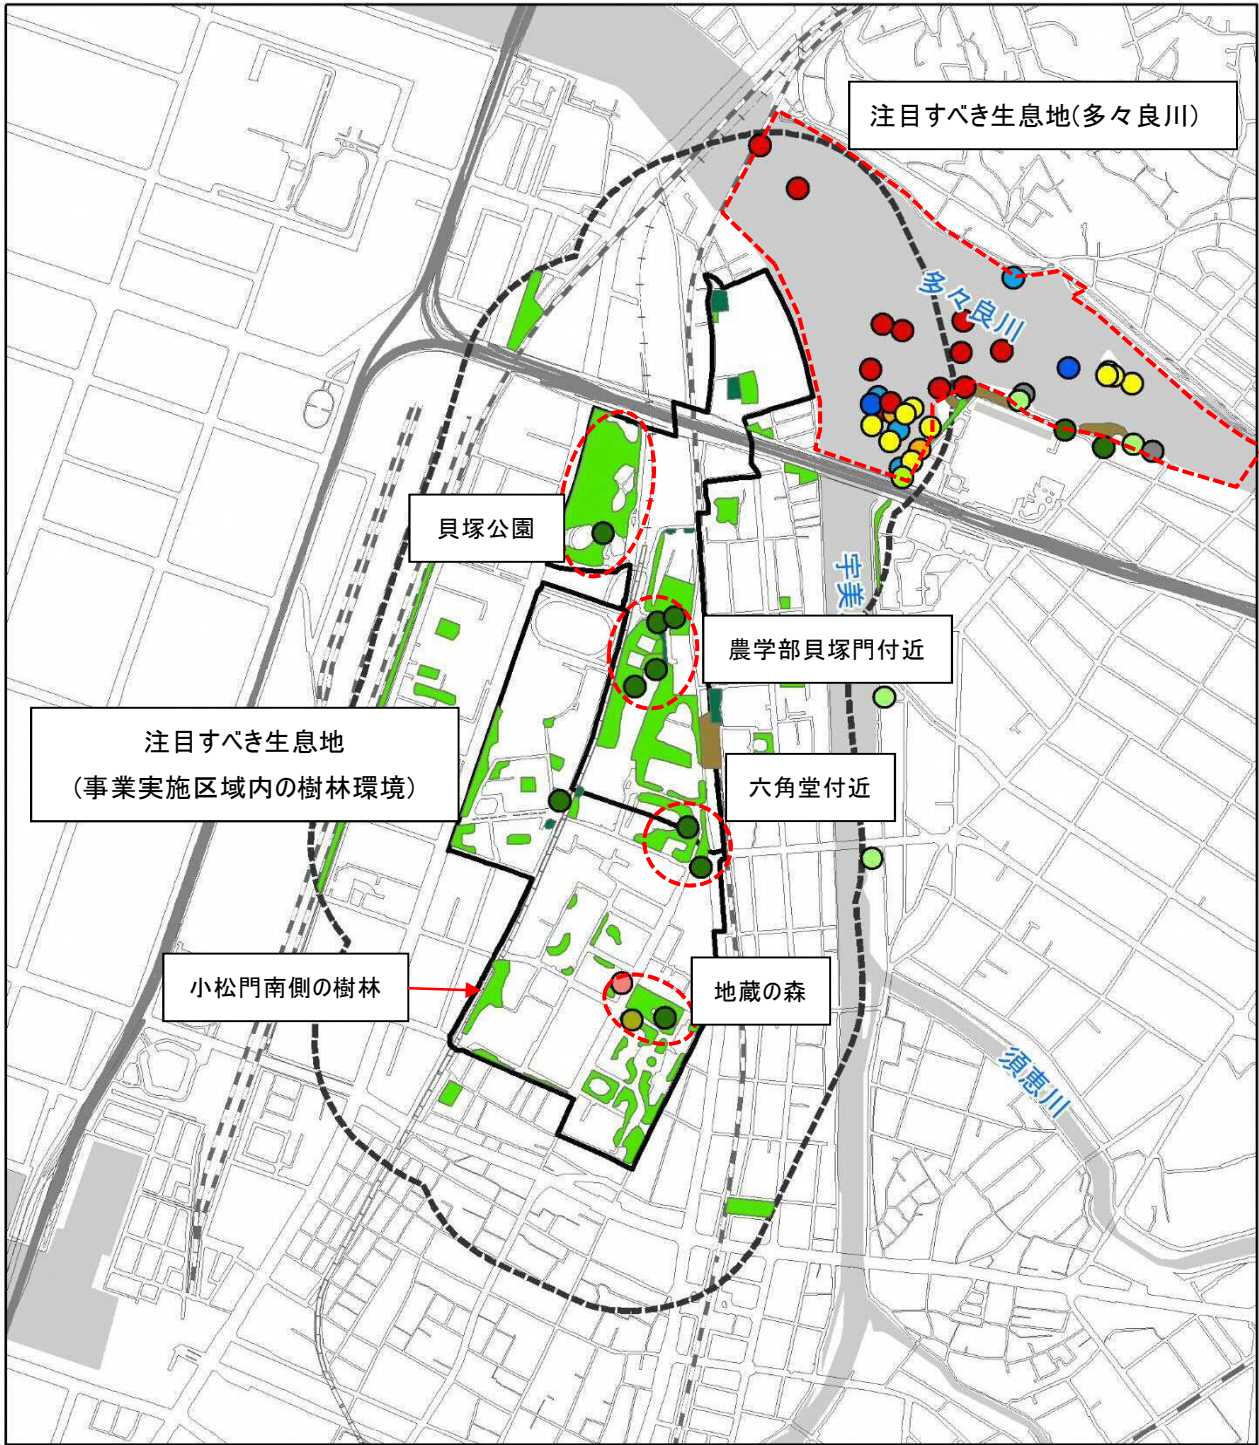 注目すべき生息地(多々良川)
多々良川
貝塚公園
宇美
農学部貝塚門付近
注目すべき生息地
(事業実施区域内の樹林環境)
六角堂付近
小松門南側の樹林
地蔵の森
須恵川